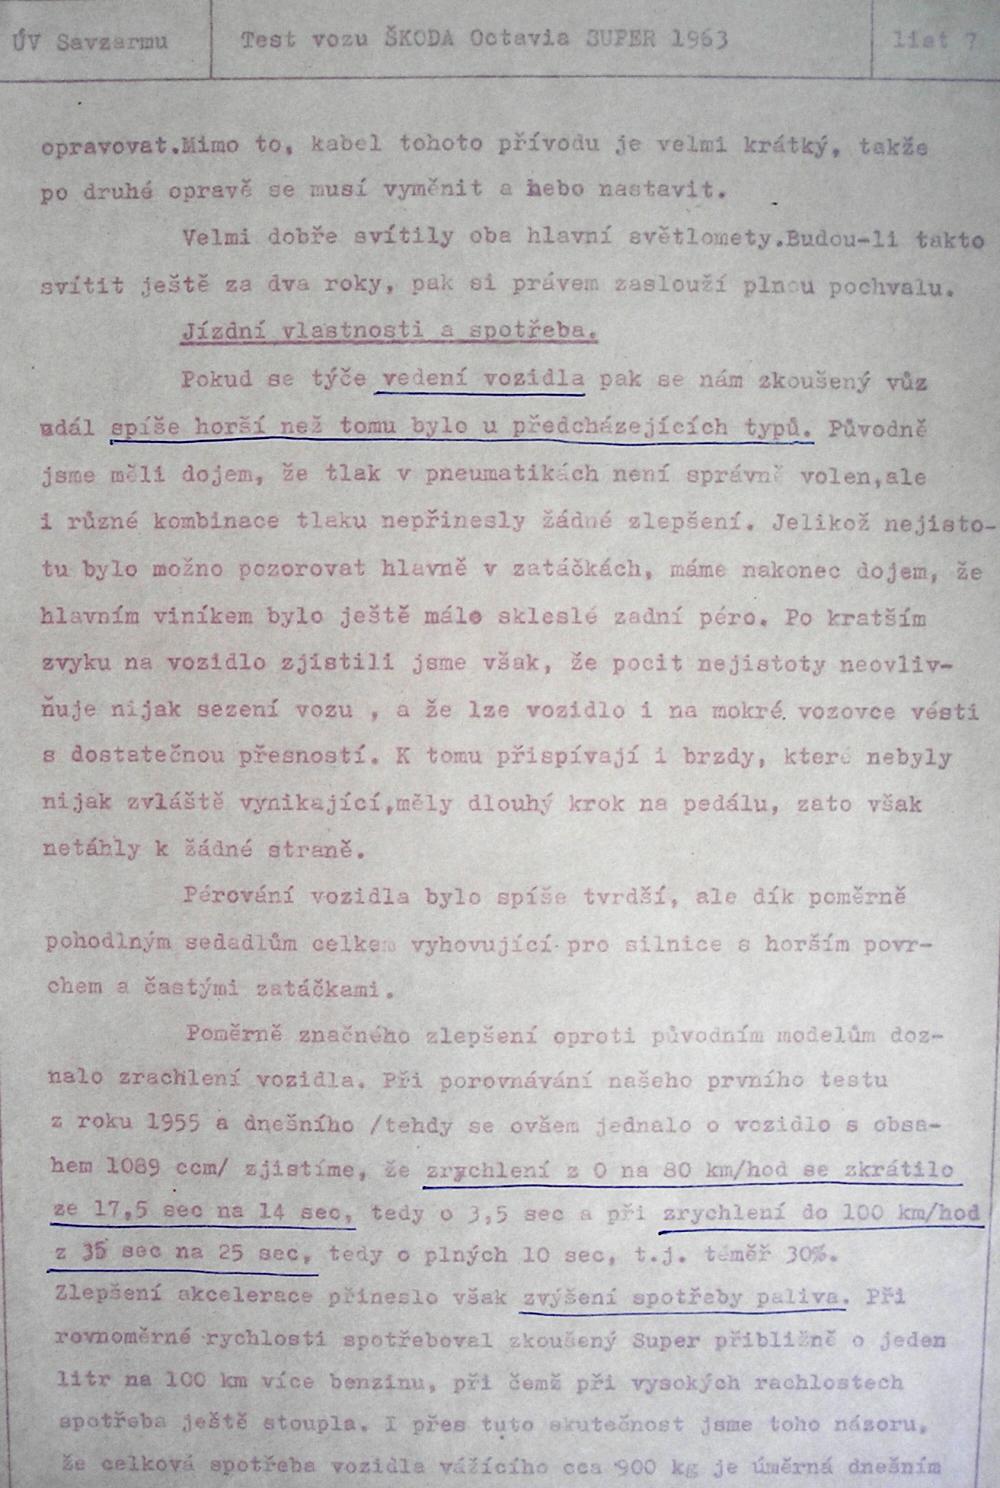 ÚV Savzarmu
Test vozu ŠKODA Octavia SUPER 1963
list 7
opravovat.Mimo to, kabel tohoto přívodu je velmi krátký, takže
po druhé opravě se musí vyměnit a nebo nastavit.
Velmi dobře svítily oba hlavní světlomety.Budou-li takto
svítit ještě za dva roky, pak si právem zaslouží plnou pochvalu.
Jízdní vlastnosti a spotřeba.
Pokud se týče vedení vozidla pak se nám zkoušený vůz
zdál spíše horší než tomu bylo u předcházejících typů. Původně
jsme měli dojem, že tlak v pneumatikách není správně volen,ale
i různé kombinace tlaku nepřinesly žádné zlepšení. Jelikož nejisto-
tu bylo možno pozorovat hlavně v zatáčkách, máme nakonec dojem, že
hlavním viníkem bylo ještě málo skleslé zadní péro. Po kratším
zvyku na vozidlo zjistili jsme však, že pocit nejistoty neovliv-
ňuje nijak sezení vozu , a že lze vozidlo i na mokré vozovce vésti
s dostatečnou přesností. K tomu přispívají i brzdy, které nebyly
nijak zvláště vynikající,měly dlouhý krok na pedálu, zato však
netáhly k žádné straně.
Pérování vozidla bylo spíše tvrdší, ale dík poměrně
pohodlným sedadlům celkem vyhovující pro silnice s horším povr-
chem a častými zatáčkami.
Poměrně značného zlepšení oproti původním modelům doz-
nalo zrachlení vozidla. Při porovnávání našeho prvního testu
z roku 1955 a dnešního /tehdy se ovšem jednalo o vozidlo s obsa-
hem 1089 ccm/ zjistíme, že zrychlení z 0 na 80 km/hod se zkrátilo
ze 17,5 sec na 14 sec, tedy o 3,5 sec a při zrychlení do 100 km/hod
z 35 sec na 25 sec, tedy o plných 10 sec, t.j. téměř 30%.
Zlepšení akcelerace přineslo však zvýšení spotřeby paliva. Při
rovnoměrné rychlosti spotřeboval zkoušený Super přibližně o jeden
litr na 100 km více benzinu, při čemž při vysokých rachlostech
spotřeba ještě stoupla. I přes tuto skutečnost jsme toho názoru,
že celková spotřeba vozidla vážícího cca 900 kg je úměrná dnešním